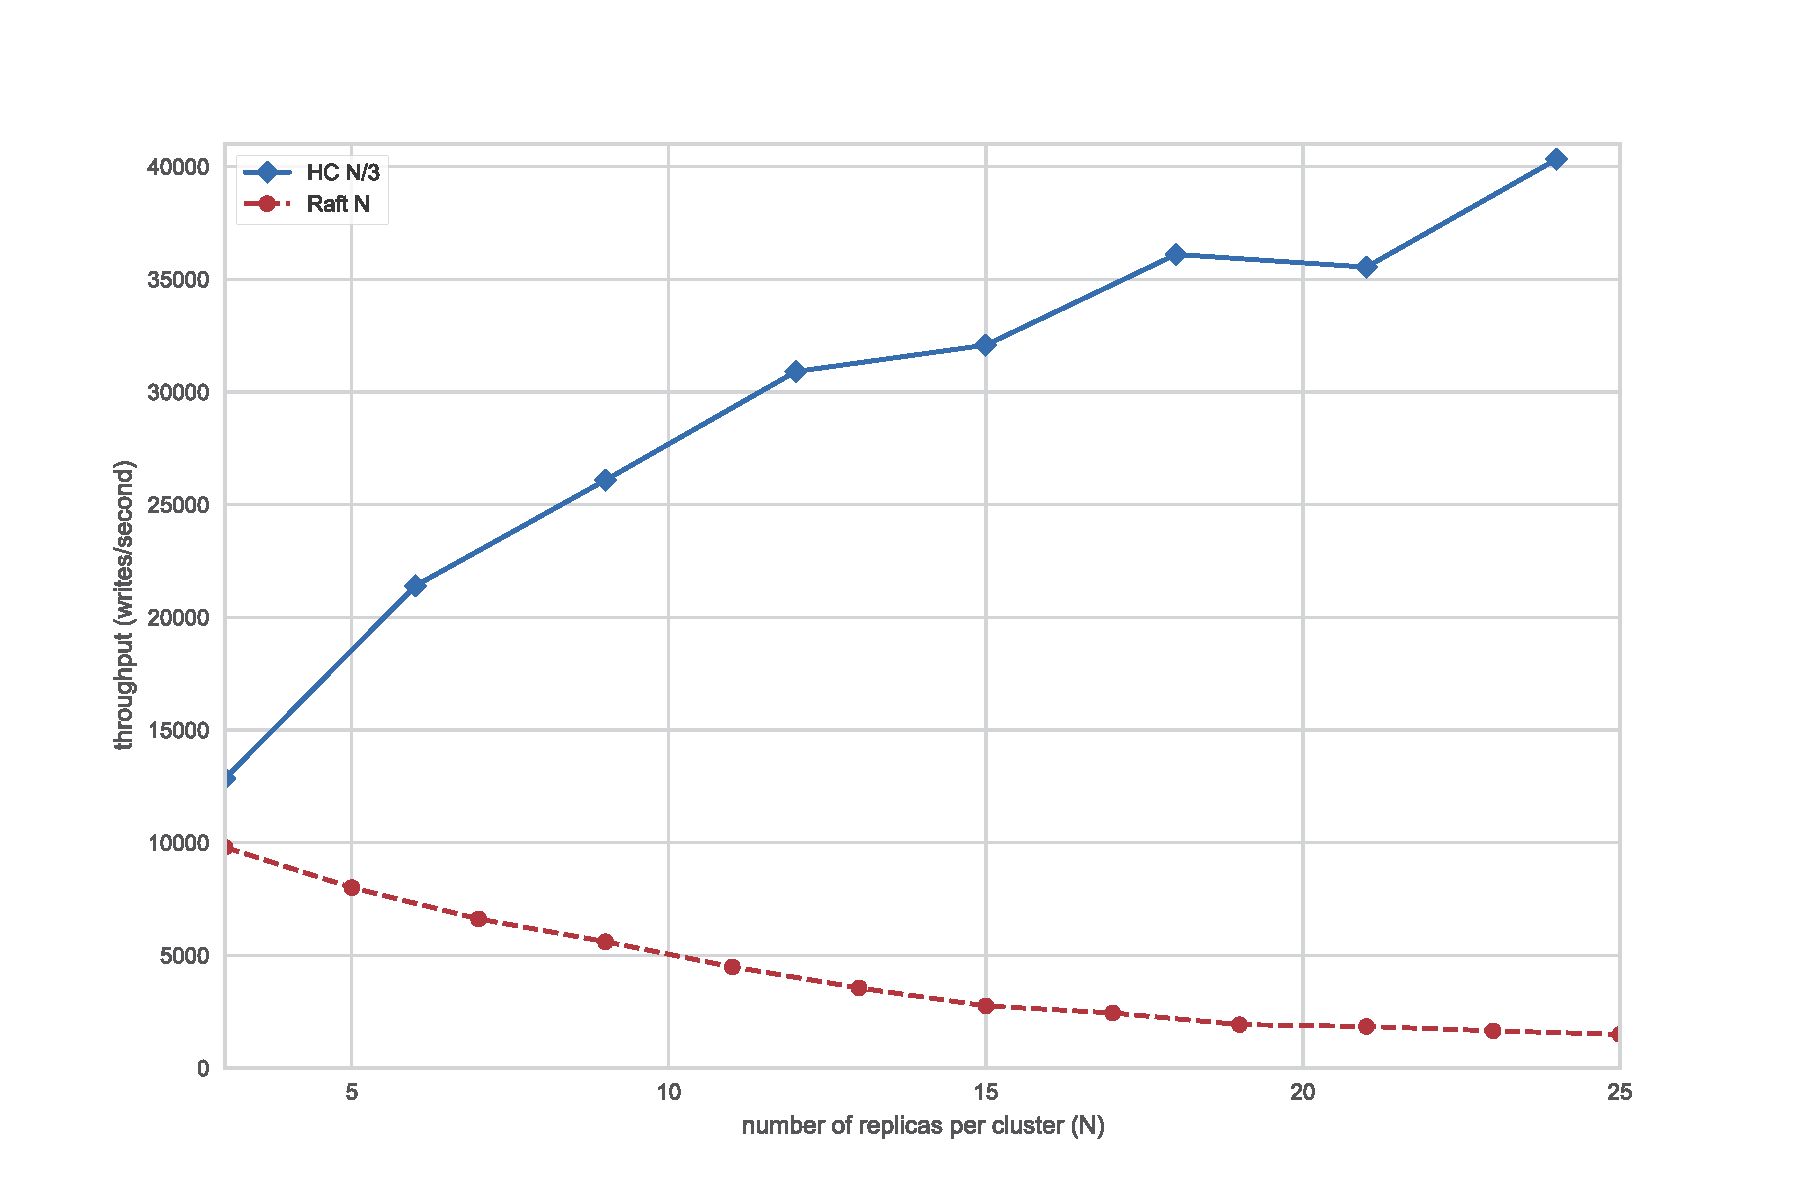 40000
35000
30000
25000
20000
15000
10000
5000
0
throughput (writes/second)
HC N/3
Raft N
5 10 15 20 25
number of replicas per cluster (N)